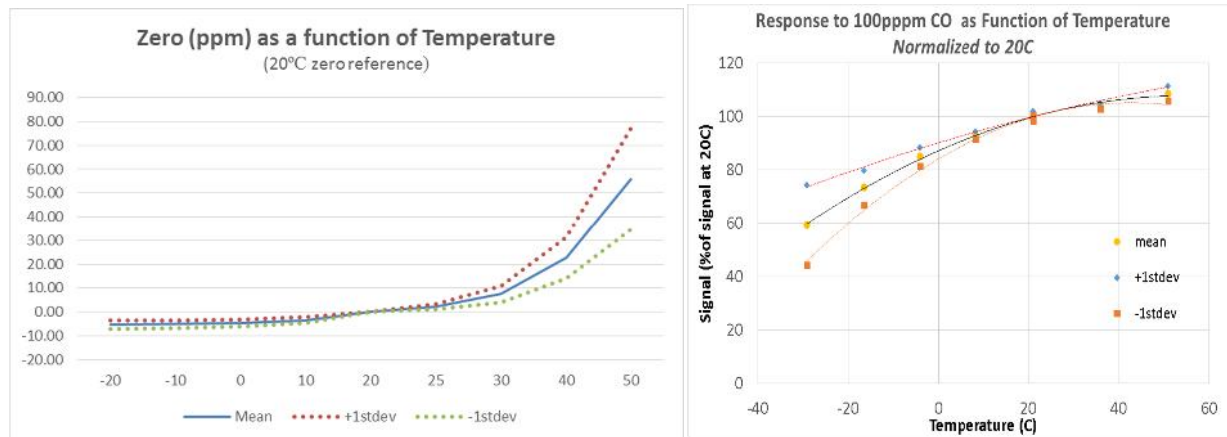 Zero (ppm) as a function of Temperature
(20℃ zero reference)
90.00
80.00
70.00
60.00
50.00
40.00
30.00
20.00
10.00
0.00
-10.00
-20.00
-20 -10 0 10 20 25 30 40 50
Mean +1stdev -1stdev
Response to 100pppm CO as Function of Temperature
Normalized to 20C
Signal (%of signal at 20C)
120
100
80
60
40
20
0
-40 -20 0 20 40 60
Temperature (C)
mean
+1stdev
-1stdev